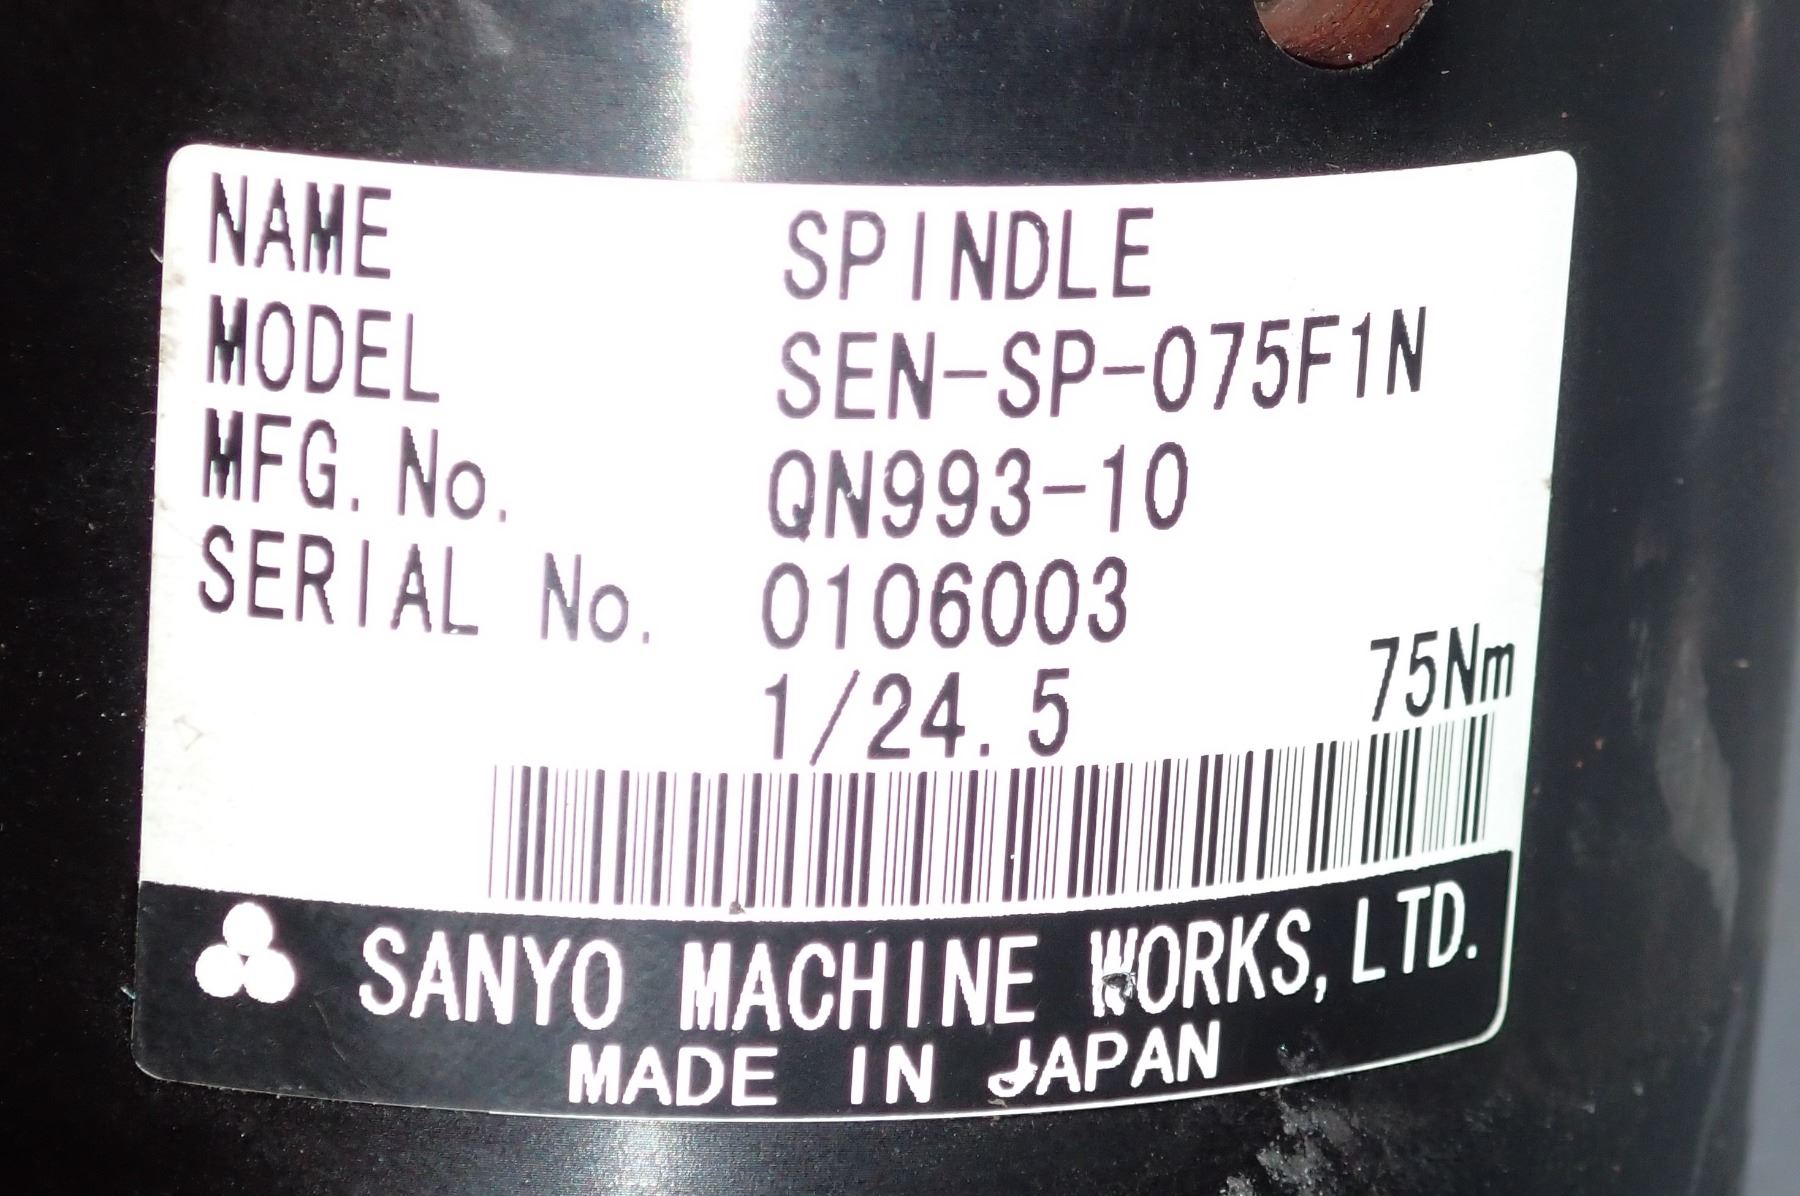 NAME SPINDLE
MODEL SEN-SP-075F1N
MFG. No. QN993-10
SERIAL No. 0106003
1/24.5 75Nm
SANYO MACHINE WORKS, LTD.
MADE IN JAPAN